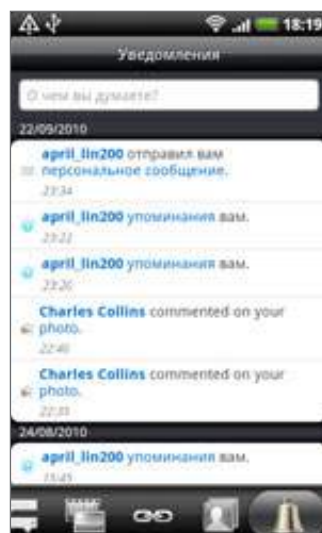 18:19
Уведомления
О чем вы думаете?
22/09/2010
april_lin200 отправил вам
персональное сообщение.
23:34
april_lin200 упоминания вам.
23:22
april_lin200 упоминания вам.
23:20
Charles Collins commented on your
photo.
22:40
Charles Collins commented on your
photo.
22:39
24/08/2010
april_lin200 упоминания вам.
15:45